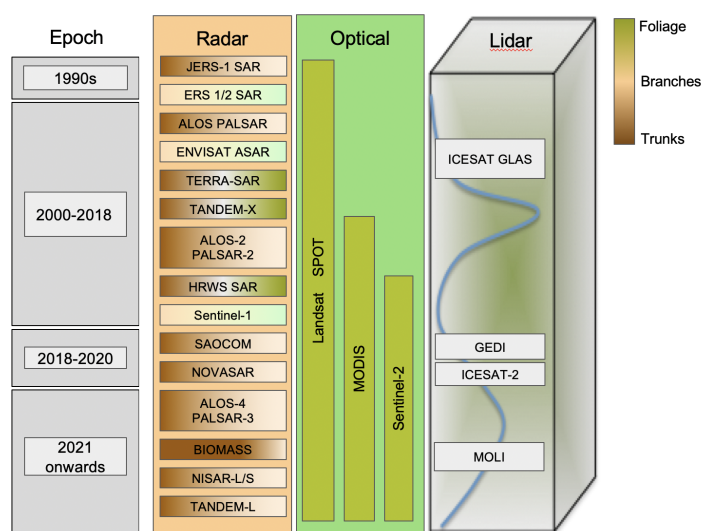 Epoch
Radar
Optical
Lidar
Foliage
Branches
Trunks
1990s
2000-2018
2018-2020
2021
onwards
JERS-1 SAR
ERS 1/2 SAR
ALOS PALSAR
ENVISAT ASAR
TERRA-SAR
TANDEM-X
ALOS-2
PALSAR-2
HRWS SAR
Sentinel-1
SAOCOM
NOVASAR
ALOS-4
PALSAR-3
BIOMASS
NISAR-L/S
TANDEM-L
Landsat SPOT
MODIS
Sentinel-2
ICESAT GLAS
GEDI
ICESAT-2
MOLI